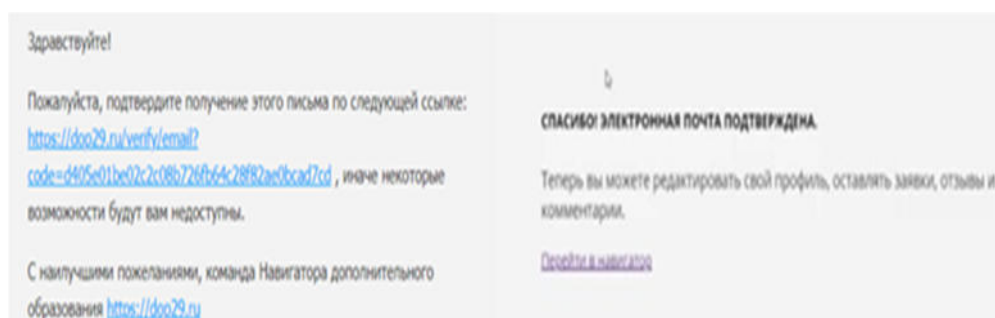 Здравствуйте!
Пожалуйста, подтвердите получение этого письма по следующей ссылке:
https://dop29.ru/verify/email?
code=d405e01be02c2c08b726fb64c28f82ae0bcad7cd , иначе некоторые
возможности будут вам недоступны.
С наилучшими пожеланиями, команда Навигатора дополнительного
образования https://dop29.ru
СПАСИБО! ЭЛЕКТРОННАЯ ПОЧТА ПОДТВЕРЖДЕНА.
Теперь вы можете редактировать свой профиль, оставлять заявки, отзывы и
комментарии.
Перейти в навигатор